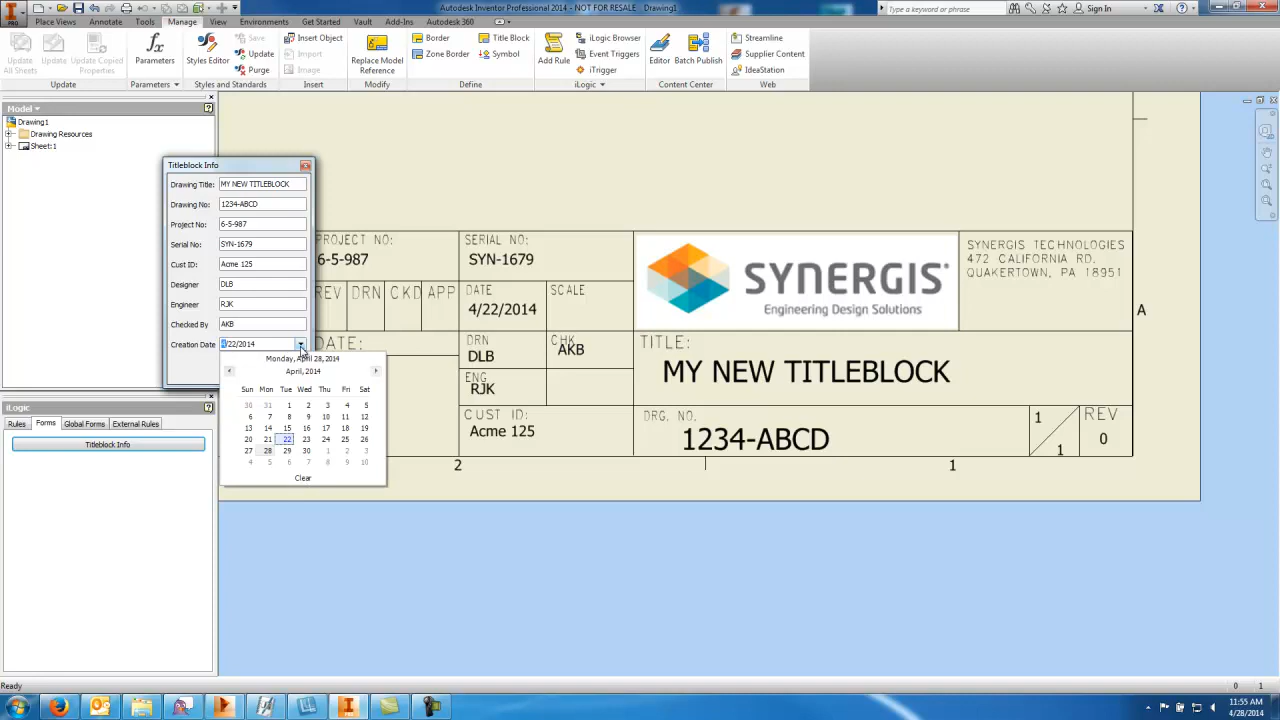 Autodesk Inventor Professional 2014 - NOT FOR RESALE Drawing1
Type a keyword or phrase
Sign In
PRO
Place Views Annotate Tools Manage View Environments Get Started Vault Add-Ins Autodesk 360
Update All Sheets
Update
Update Copied Properties
Update
Parameters
Parameters
Styles Editor
Save
Update
Purge
Styles and Standards
Insert Object
Import
Image
Insert
Replace Model Reference
Modify
Border
Zone Border
Title Block
Symbol
Define
Add Rule
iLogic Browser
Event Triggers
iTrigger
iLogic
Editor
Batch Publish
Content Center
Streamline
Supplier Content
IdeaStation
Web
Model
Drawing1
Drawing Resources
Sheet:1
Titleblock Info
Drawing Title: MY NEW TITLEBLOCK
Drawing No: 1234-ABCD
Project No: 6-5-987
Serial No: SYN-1679
Cust ID: Acme 125
Designer DLB
Engineer RJK
Checked By AKB
Creation Date 4/22/2014
Monday, April 28, 2014
April, 2014
Sun Mon Tue Wed Thu Fri Sat
30 31 1 2 3 4 5
6 7 8 9 10 11 12
13 14 15 16 17 18 19
20 21 22 23 24 25 26
27 28 29 30 1 2 3
4 5 6 7 8 9 10
Clear
iLogic
Rules Forms Global Forms External Rules
Titleblock Info
PROJECT NO:
6-5-987
SERIAL NO:
SYN-1679
REV DRN CKD APP
DATE
4/22/2014
SCALE
DATE:
DRN
DLB
CHK
AKB
ENG
RJK
CUST ID:
Acme 125
SYNERGIS
Engineering Design Solutions
SYNERGIS TECHNOLOGIES
472 CALIFORNIA RD.
QUAKERTOWN, PA 18951
TITLE:
MY NEW TITLEBLOCK
DRG. NO.
1234-ABCD
1
1
REV
0
A
2
1
Ready
0 1
11:55 AM
4/28/2014